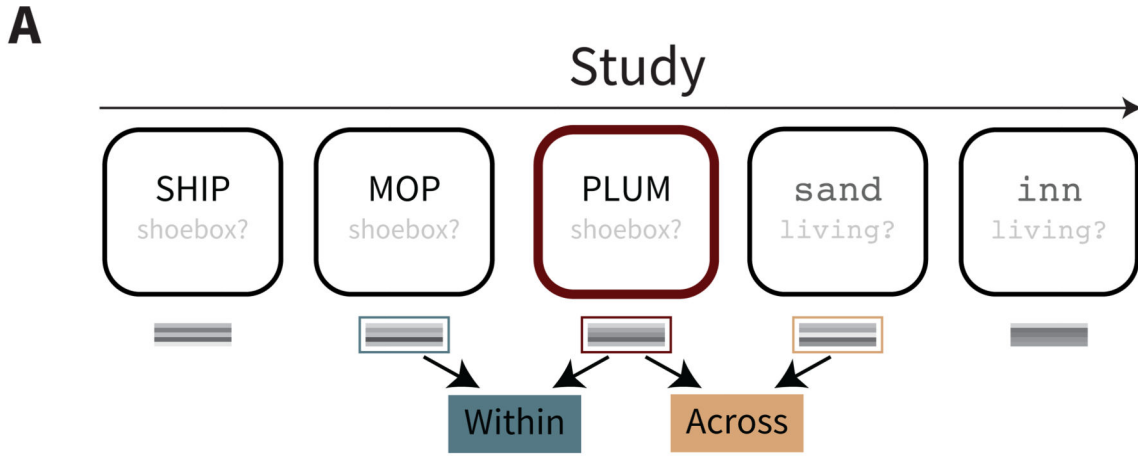 A
Study
SHIP
shoebox?
MOP
shoebox?
PLUM
shoebox?
sand
living?
inn
living?
Within
Across